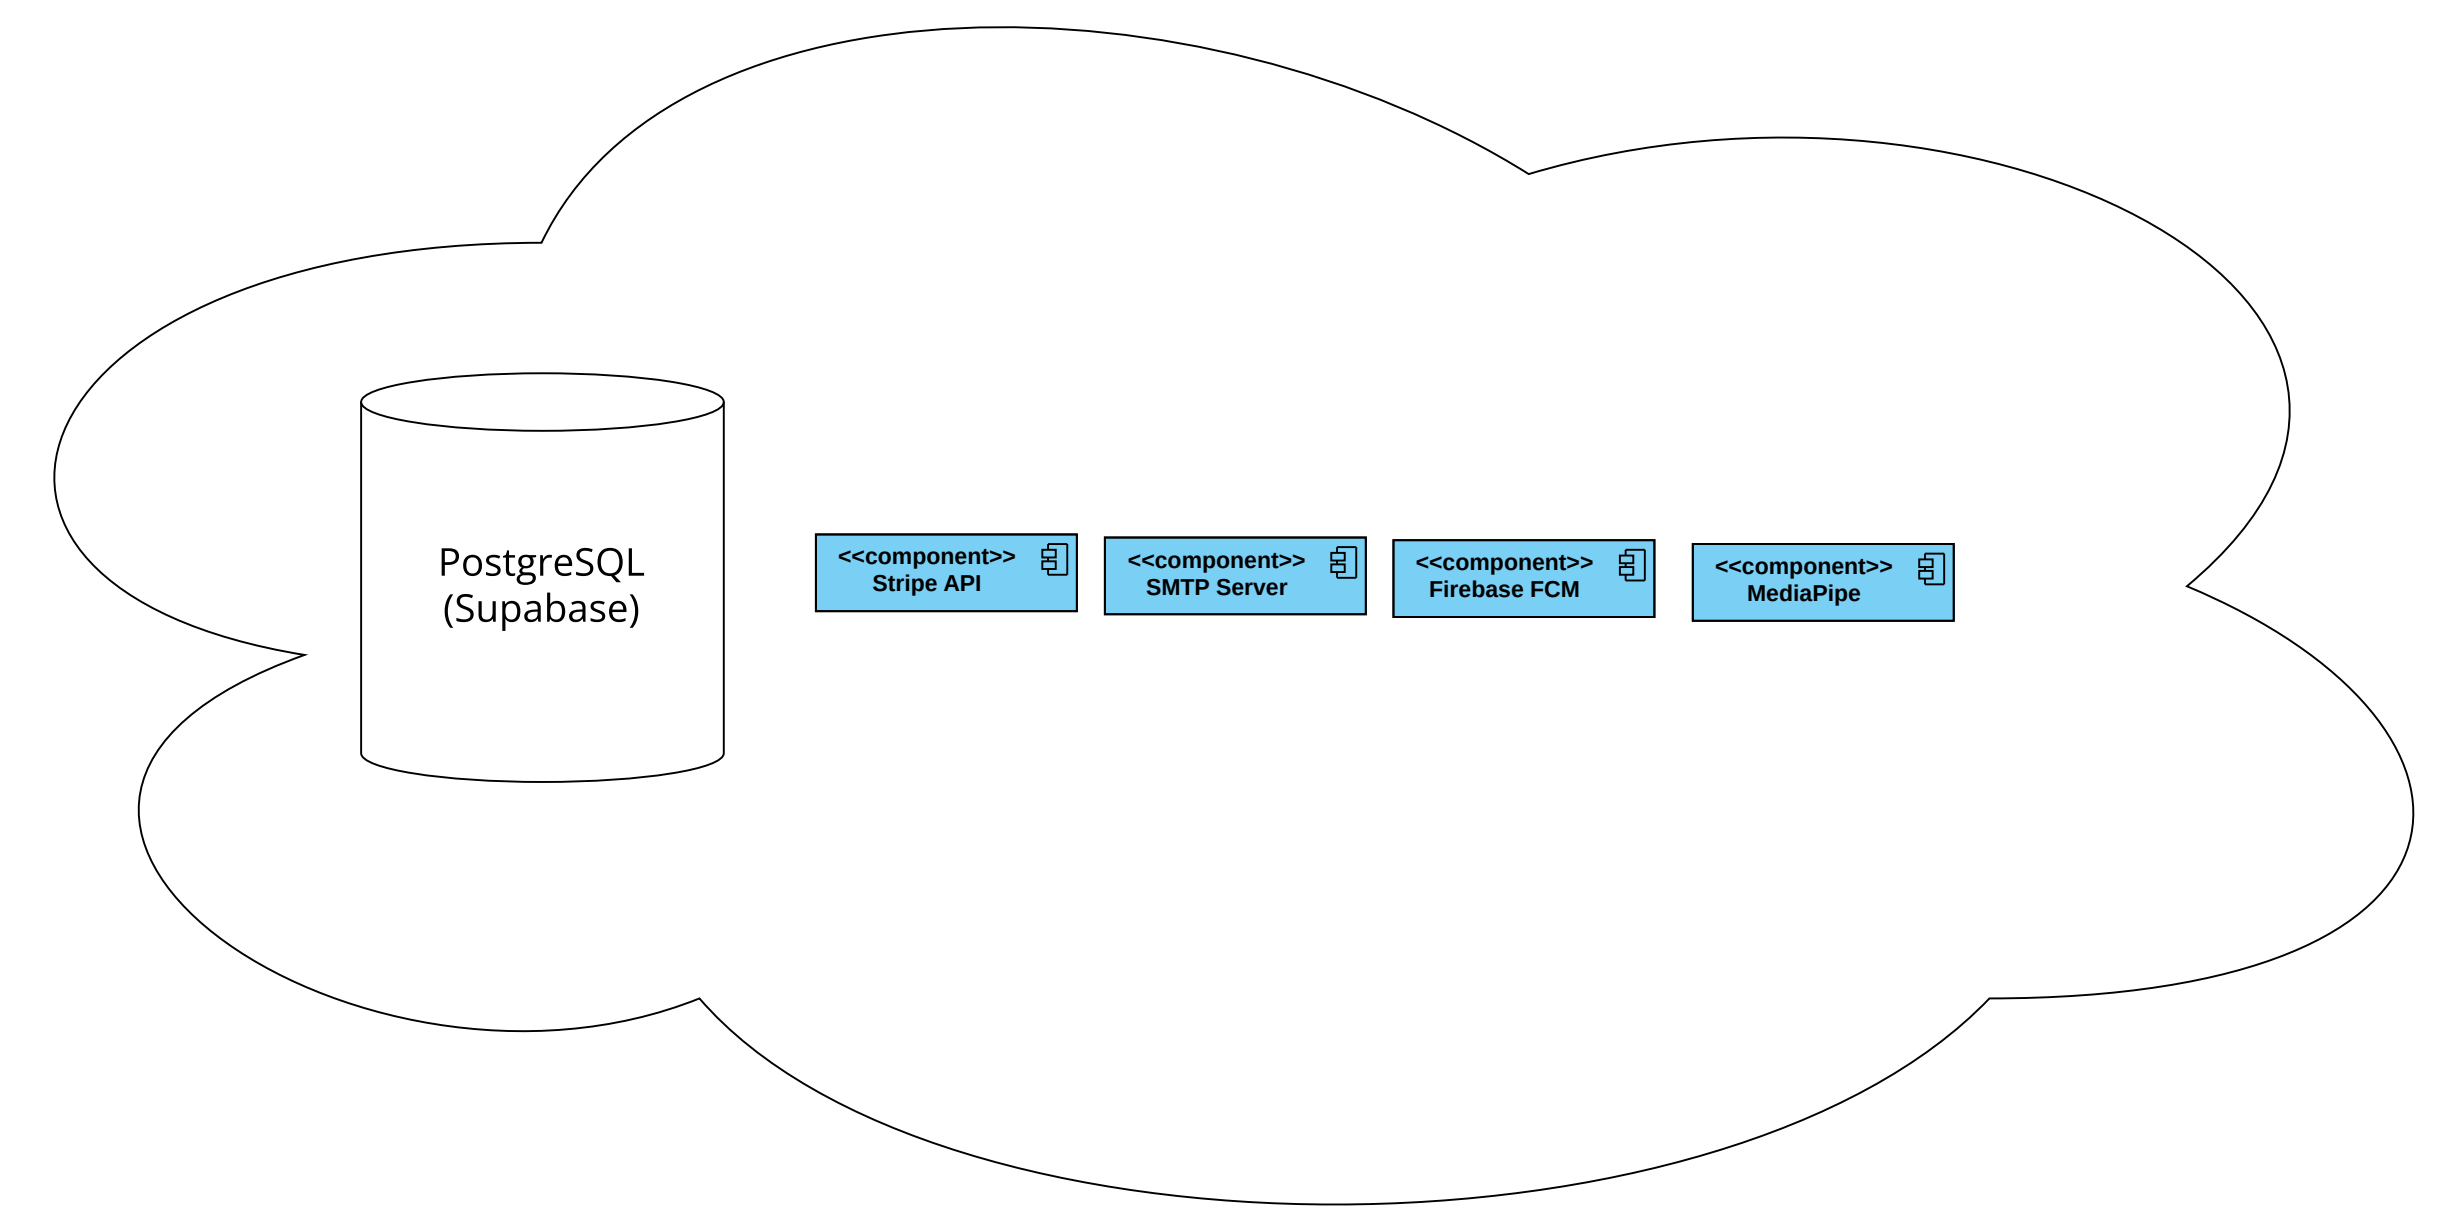 PostgreSQL
(Supabase)
<<component>>
Stripe API
<<component>>
SMTP Server
<<component>>
Firebase FCM
<<component>>
MediaPipe